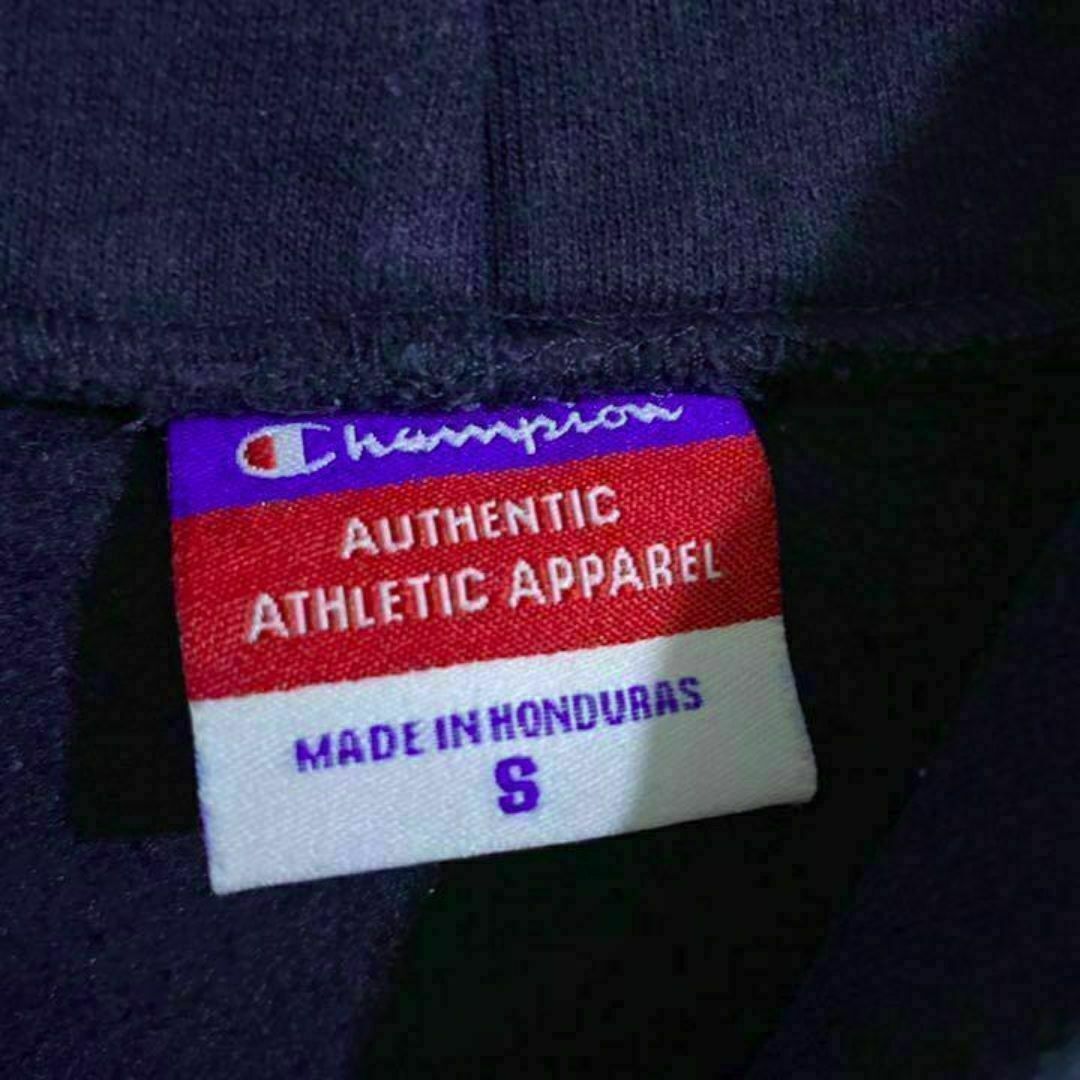 Champion
AUTHENTIC
ATHLETIC APPAREL
MADE IN HONDURAS
S